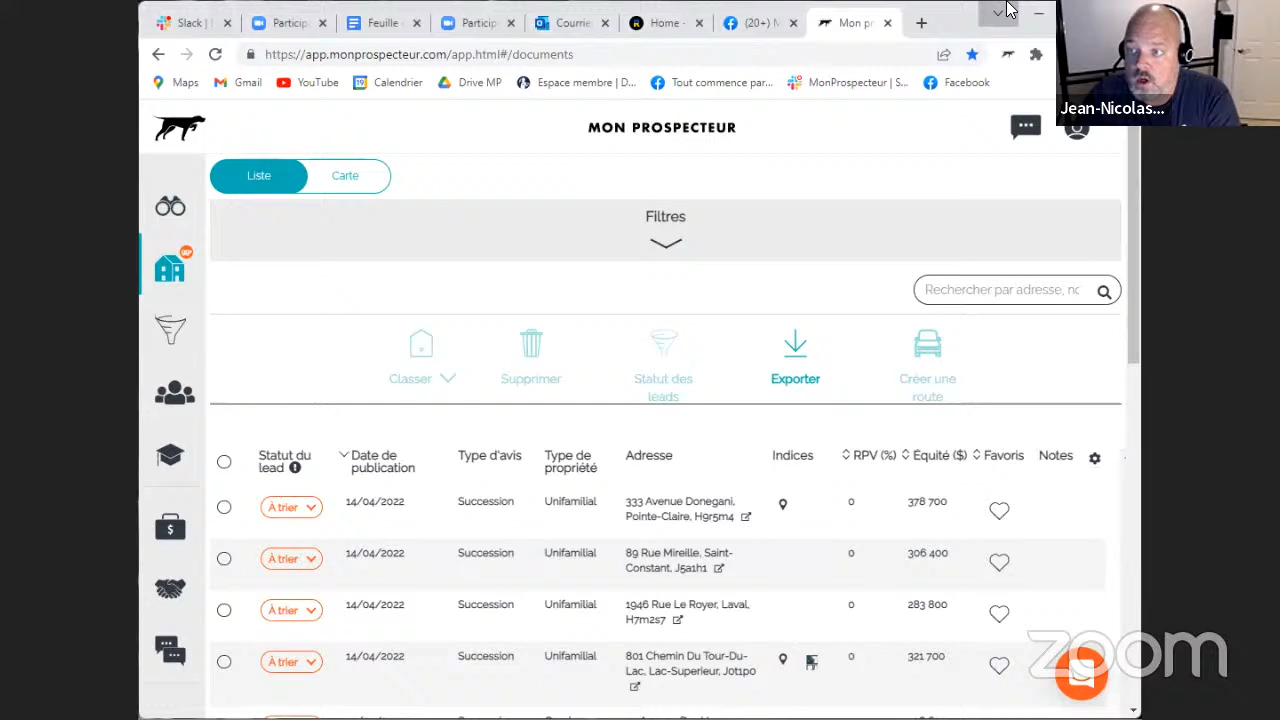 Slack |
Particip
Feuille
Particip
Courrie
Home -
(20+) M
Mon pr
https://app.monprospecteur.com/app.html#/documents
Maps
Gmail
YouTube
Calendrier
Drive MP
Espace membre | D...
Tout commence par...
MonProspecteur | S...
Facebook
Jean-Nicolas...
MON PROSPECTEUR
Liste
Carte
Filtres
Rechercher par adresse, no
Classer
Supprimer
Statut des
leads
Exporter
Créer une
route
Statut du
lead
Date de
publication
Type d'avis
Type de
propriété
Adresse
Indices
RPV (%)
Équité ($)
Favoris
Notes
À trier
14/04/2022
Succession
Unifamilial
333 Avenue Donegani,
Pointe-Claire, H9r5m4
0
378 700
À trier
14/04/2022
Succession
Unifamilial
89 Rue Mireille, Saint-
Constant, J5a1h1
0
306 400
À trier
14/04/2022
Succession
Unifamilial
1946 Rue Le Royer, Laval,
H7m2s7
0
283 800
À trier
14/04/2022
Succession
Unifamilial
801 Chemin Du Tour-Du-
Lac, Lac-Superieur, J0t1p0
0
321 700
zoom